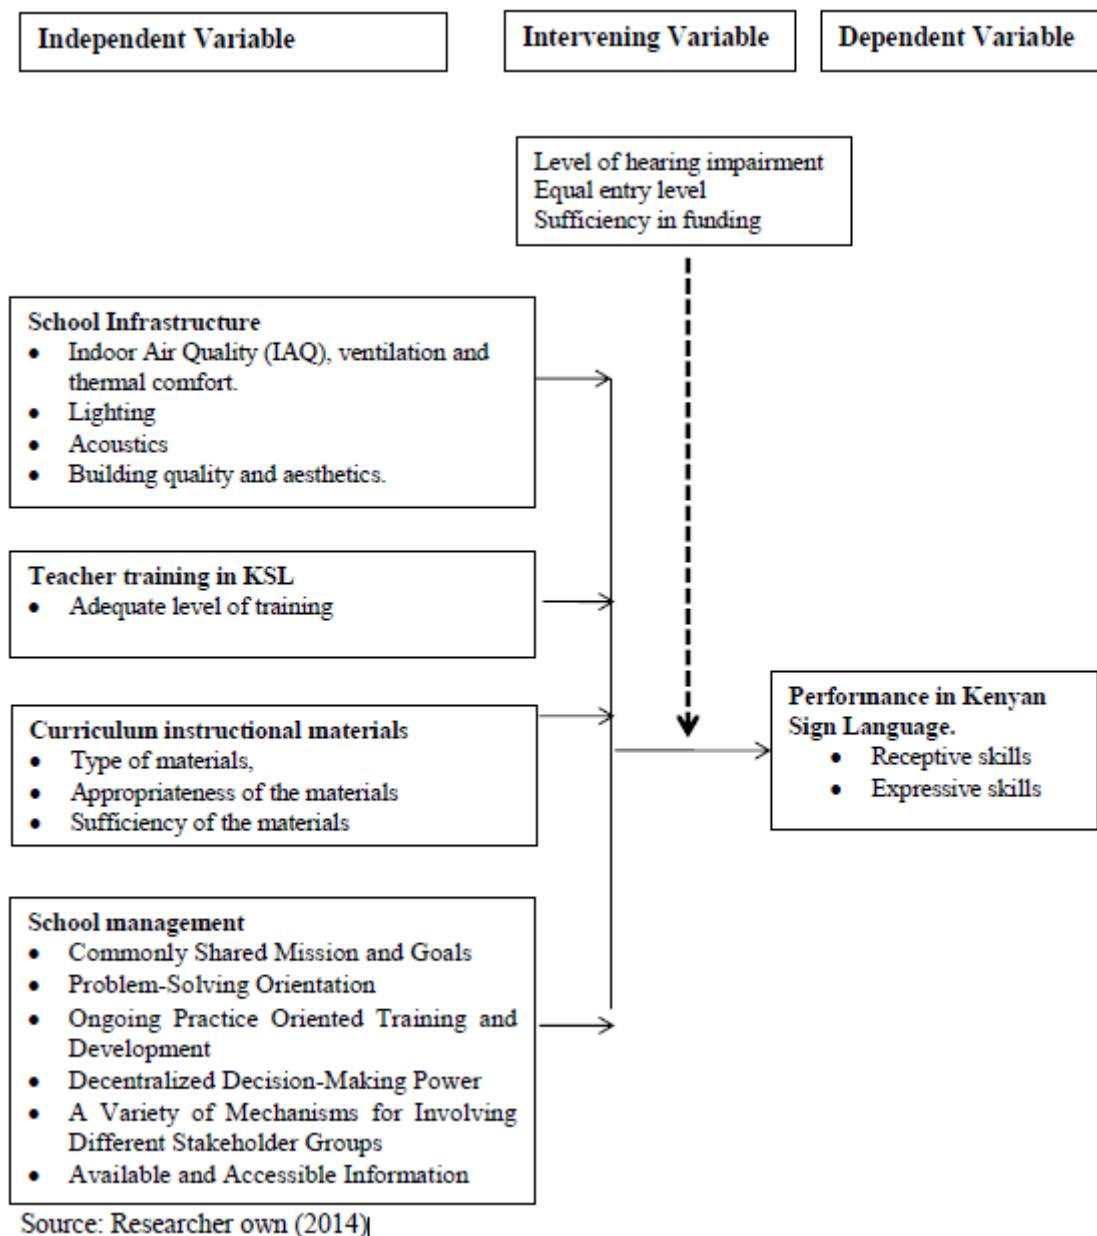 Independent Variable
Intervening Variable
Dependent Variable
Level of hearing impairment
Equal entry level
Sufficiency in funding
School Infrastructure
• Indoor Air Quality (IAQ), ventilation and
thermal comfort.
• Lighting
• Acoustics
• Building quality and aesthetics.
Teacher training in KSL
• Adequate level of training
Curriculum instructional materials
• Type of materials,
• Appropriateness of the materials
• Sufficiency of the materials
Performance in Kenyan
Sign Language.
• Receptive skills
• Expressive skills
School management
• Commonly Shared Mission and Goals
• Problem-Solving Orientation
• Ongoing Practice Oriented Training and
Development
• Decentralized Decision-Making Power
• A Variety of Mechanisms for Involving
Different Stakeholder Groups
• Available and Accessible Information
Source: Researcher own (2014)